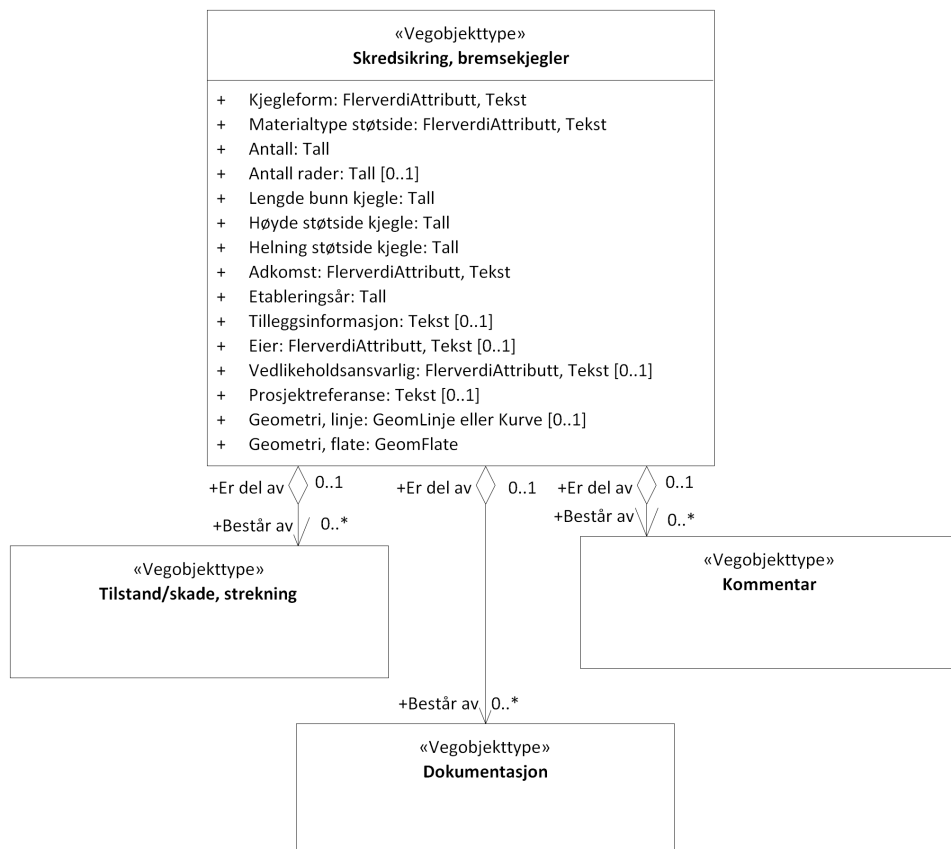 «Vegobjekttype»
Skredsikring, bremsekjegler
+ Kjegleform: FlerverdiAttributt, Tekst
+ Materialtype støtside: FlerverdiAttributt, Tekst
+ Antall: Tall
+ Antall rader: Tall [0..1]
+ Lengde bunn kjegle: Tall
+ Høyde støtside kjegle: Tall
+ Helning støtside kjegle: Tall
+ Adkomst: FlerverdiAttributt, Tekst
+ Etableringsår: Tall
+ Tilleggsinformasjon: Tekst [0..1]
+ Eier: FlerverdiAttributt, Tekst [0..1]
+ Vedlikeholdsansvarlig: FlerverdiAttributt, Tekst [0..1]
+ Prosjektreferanse: Tekst [0..1]
+ Geometri, linje: GeomLinje eller Kurve [0..1]
+ Geometri, flate: GeomFlate
+Er del av 0..1 +Er del av 0..1 +Er del av 0..1
+Består av 0..* +Består av 0..*
«Vegobjekttype»
Tilstand/skade, strekning
«Vegobjekttype»
Kommentar
+Består av 0..*
«Vegobjekttype»
Dokumentasjon